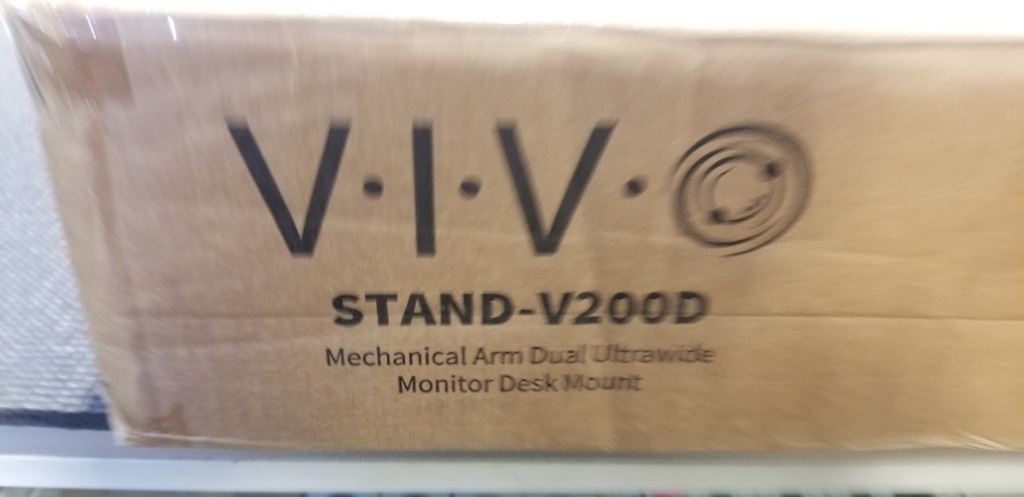 V·I·V·O
STAND-V200D
Mechanical Arm Dual Ultrawide
Monitor Desk Mount